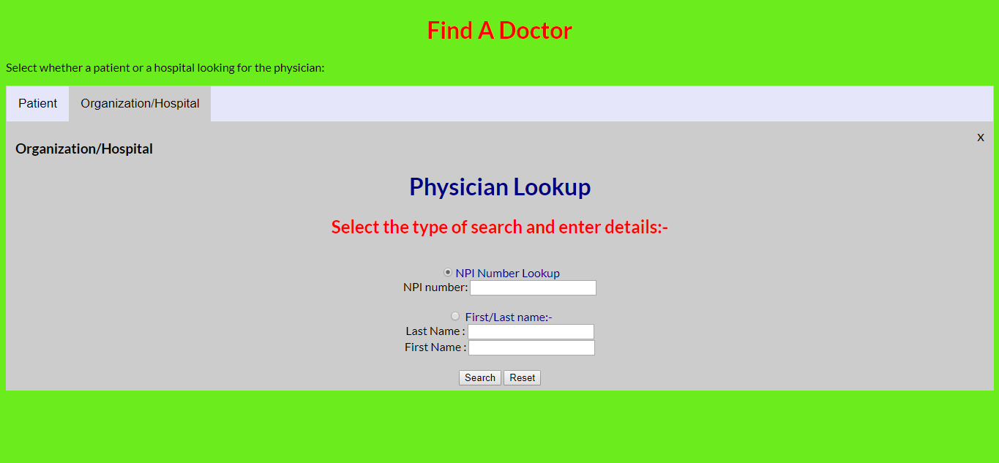 Find A Doctor
Select whether a patient or a hospital looking for the physician:
Patient Organization/Hospital
X
Organization/Hospital
Physician Lookup
Select the type of search and enter details:-
NPI Number Lookup
NPI number:
First/Last name:-
Last Name :
First Name :
Search Reset